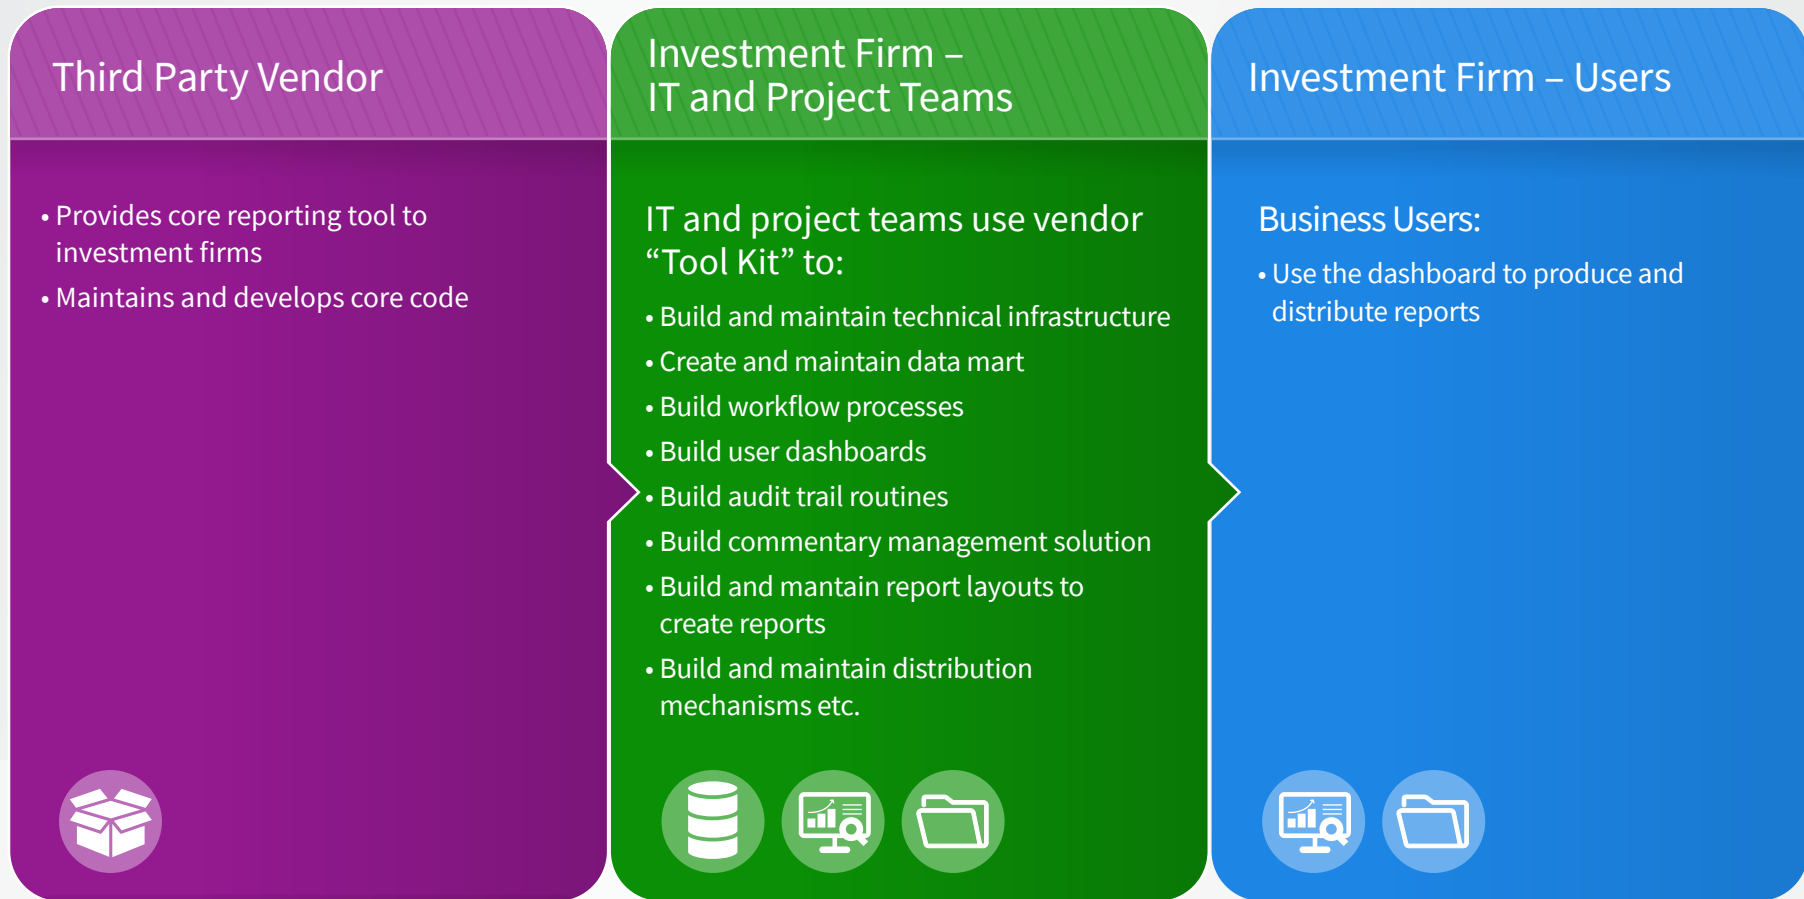 Third Party Vendor
• Provides core reporting tool to
investment firms
• Maintains and develops core code
Investment Firm –
IT and Project Teams
IT and project teams use vendor
“Tool Kit” to:
• Build and maintain technical infrastructure
• Create and maintain data mart
• Build workflow processes
• Build user dashboards
• Build audit trail routines
• Build commentary management solution
• Build and mantain report layouts to
create reports
• Build and maintain distribution
mechanisms etc.
Investment Firm – Users
Business Users:
• Use the dashboard to produce and
distribute reports